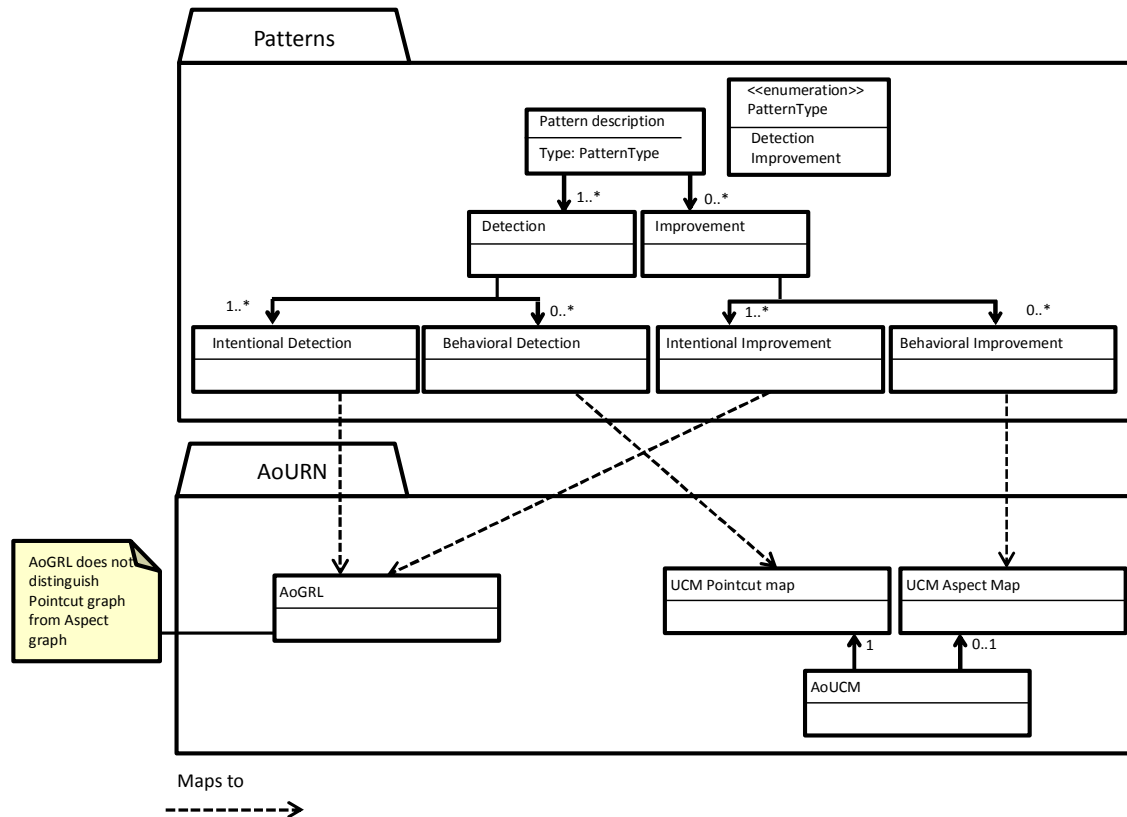 Patterns
<<enumeration>>
PatternType
Detection
Improvement
Pattern description
Type: PatternType
1..*
0..*
Detection
Improvement
1..*
0..*
1..*
0..*
Intentional Detection
Behavioral Detection
Intentional Improvement
Behavioral Improvement
AoURN
AoGRL does not
distinguish
Pointcut graph
from Aspect
graph
AoGRL
UCM Pointcut map
UCM Aspect Map
1
0..1
AoUCM
Maps to